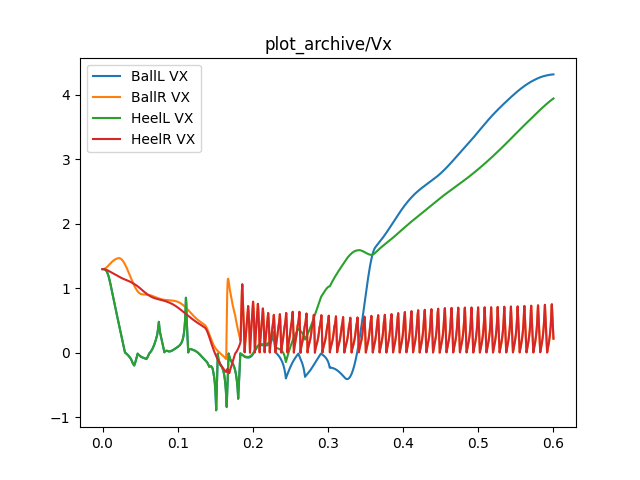 plot_archive/Vx
BallL VX
BallR VX
HeelL VX
HeelR VX
4
3
2
1
0
−1
0.0 0.1 0.2 0.3 0.4 0.5 0.6